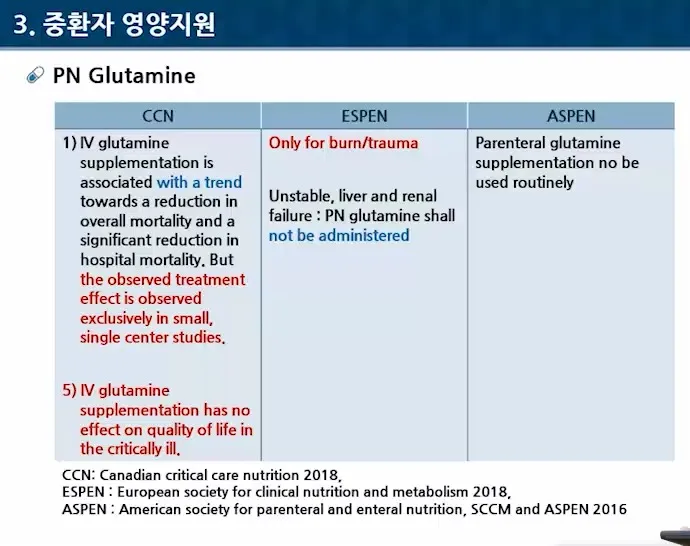 3. 중환자 영양지원
PN Glutamine
CCN
ESPEN
ASPEN
1) IV glutamine
supplementation is
associated with a trend
towards a reduction in
overall mortality and a
significant reduction in
hospital mortality. But
the observed treatment
effect is observed
exclusively in small,
single center studies.
5) IV glutamine
supplementation has no
effect on quality of life in
the critically ill.
Only for burn/trauma
Unstable, liver and renal
failure : PN glutamine shall
not be administered
Parenteral glutamine
supplementation no be
used routinely
CCN: Canadian critical care nutrition 2018,
ESPEN : European society for clinical nutrition and metabolism 2018,
ASPEN : American society for parenteral and enteral nutrition, SCCM and ASPEN 2016